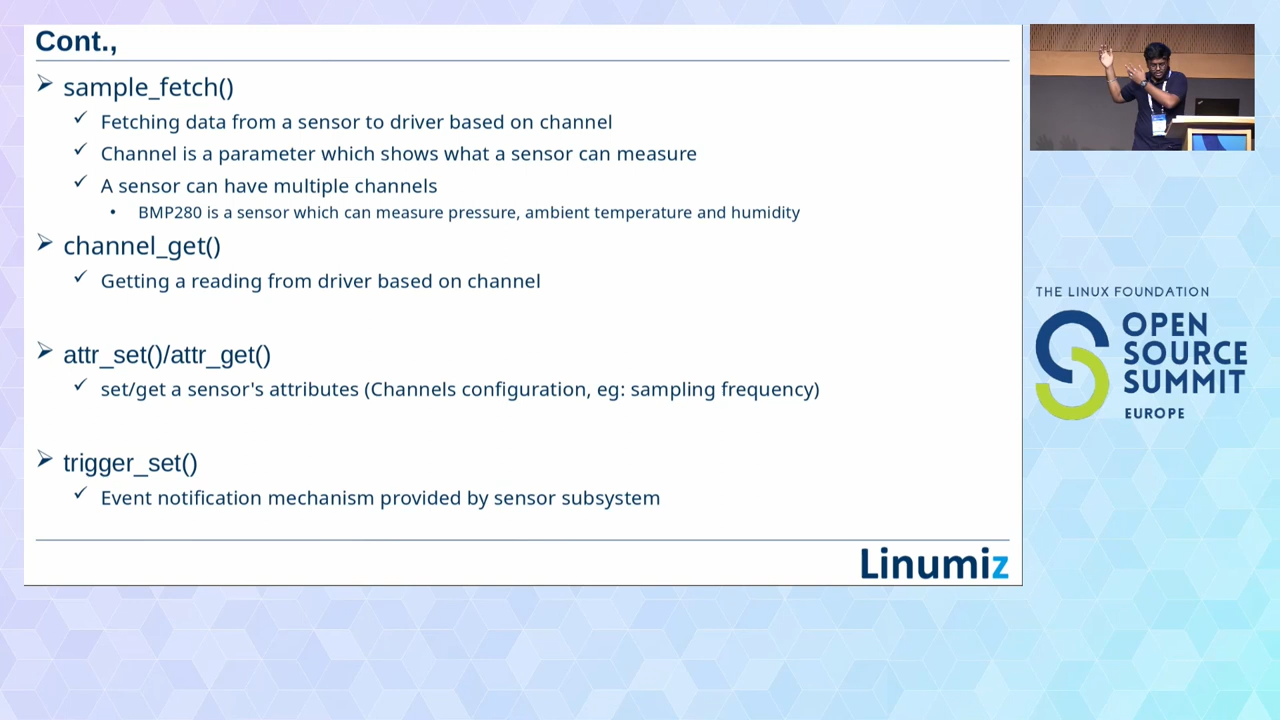 Cont.,
sample_fetch()
Fetching data from a sensor to driver based on channel
Channel is a parameter which shows what a sensor can measure
A sensor can have multiple channels
BMP280 is a sensor which can measure pressure, ambient temperature and humidity
channel_get()
Getting a reading from driver based on channel
attr_set()/attr_get()
set/get a sensor's attributes (Channels configuration, eg: sampling frequency)
trigger_set()
Event notification mechanism provided by sensor subsystem
Linumiz
THE LINUX FOUNDATION
OPEN
SOURCE
SUMMIT
EUROPE